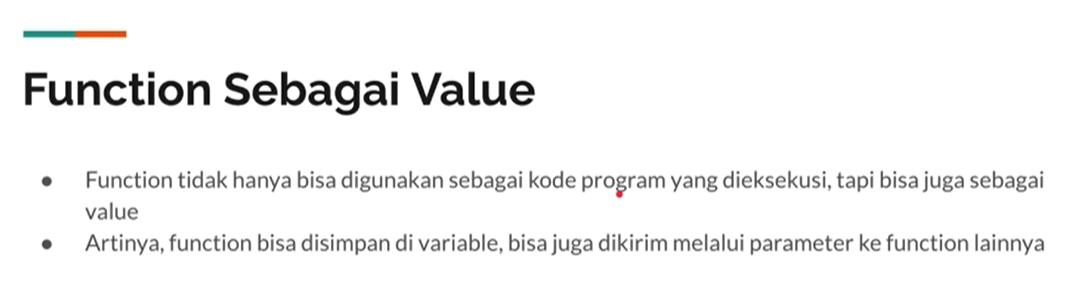 Function Sebagai Value
● Function tidak hanya bisa digunakan sebagai kode program yang dieksekusi, tapi bisa juga sebagai
value
● Artinya, function bisa disimpan di variable, bisa juga dikirim melalui parameter ke function lainnya